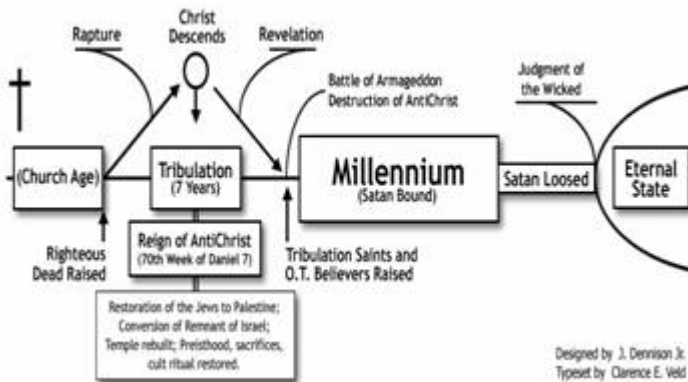 Christ
Descends
Rapture
Revelation
Battle of Armageddon
Destruction of AntiChrist
Judgment of
the Wicked
(Church Age)
Tribulation
(7 Years)
Millennium
(Satan Bound)
Satan Loosed
Eternal
State
Righteous
Dead Raised
Reign of AntiChrist
(70th Week of Daniel 7)
Tribulation Saints and
O.T. Believers Raised
Restoration of the Jews to Palestine;
Conversion of Remnant of Israel;
Temple rebuilt; Preisthood, sacrifices,
cult ritual restored.
Designed by J. Dennison Jr.
Typeset by Clarence E. Veld